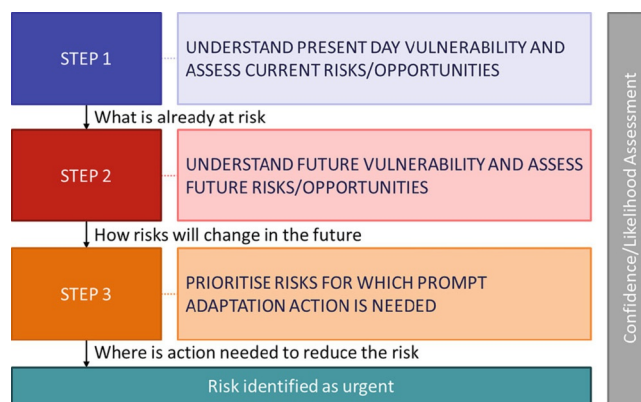 STEP 1
UNDERSTAND PRESENT DAY VULNERABILITY AND
ASSESS CURRENT RISKS/OPPORTUNITIES
What is already at risk
STEP 2
UNDERSTAND FUTURE VULNERABILITY AND ASSESS
FUTURE RISKS/OPPORTUNITIES
How risks will change in the future
STEP 3
PRIORITISE RISKS FOR WHICH PROMPT
ADAPTATION ACTION IS NEEDED
Where is action needed to reduce the risk
Risk identified as urgent
Confidence/Likelihood Assessment